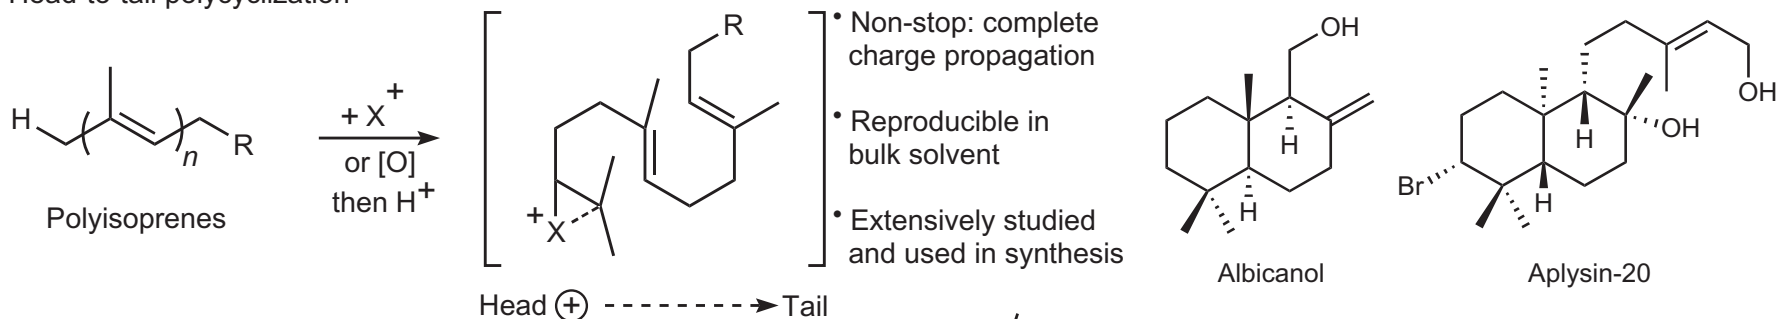 Head-to-tail polycyclization
H
n
R
Polyisoprenes
+ X+
or [O]
then H+
R
+
X
Head + Tail
• Non-stop: complete
charge propagation
• Reproducible in
bulk solvent
• Extensively studied
and used in synthesis
OH
H
H
Albicanol
OH
OH
H
Br
H
Aplysin-20